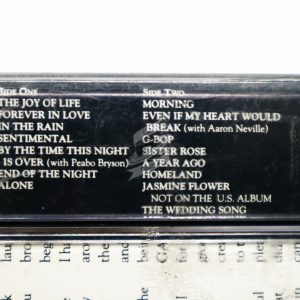 SIDE ONE
THE JOY OF LIFE
FOREVER IN LOVE
IN THE RAIN
SENTIMENTAL
BY THE TIME THIS NIGHT
IS OVER (with Peabo Bryson)
END OF THE NIGHT
ALONE
SIDE TWO
MORNING
EVEN IF MY HEART WOULD
BREAK (with Aaron Neville)
G-BOP
SISTER ROSE
A YEAR AGO
HOMELAND
JASMINE FLOWER
NOT ON THE U.S. ALBUM
THE WEDDING SONG